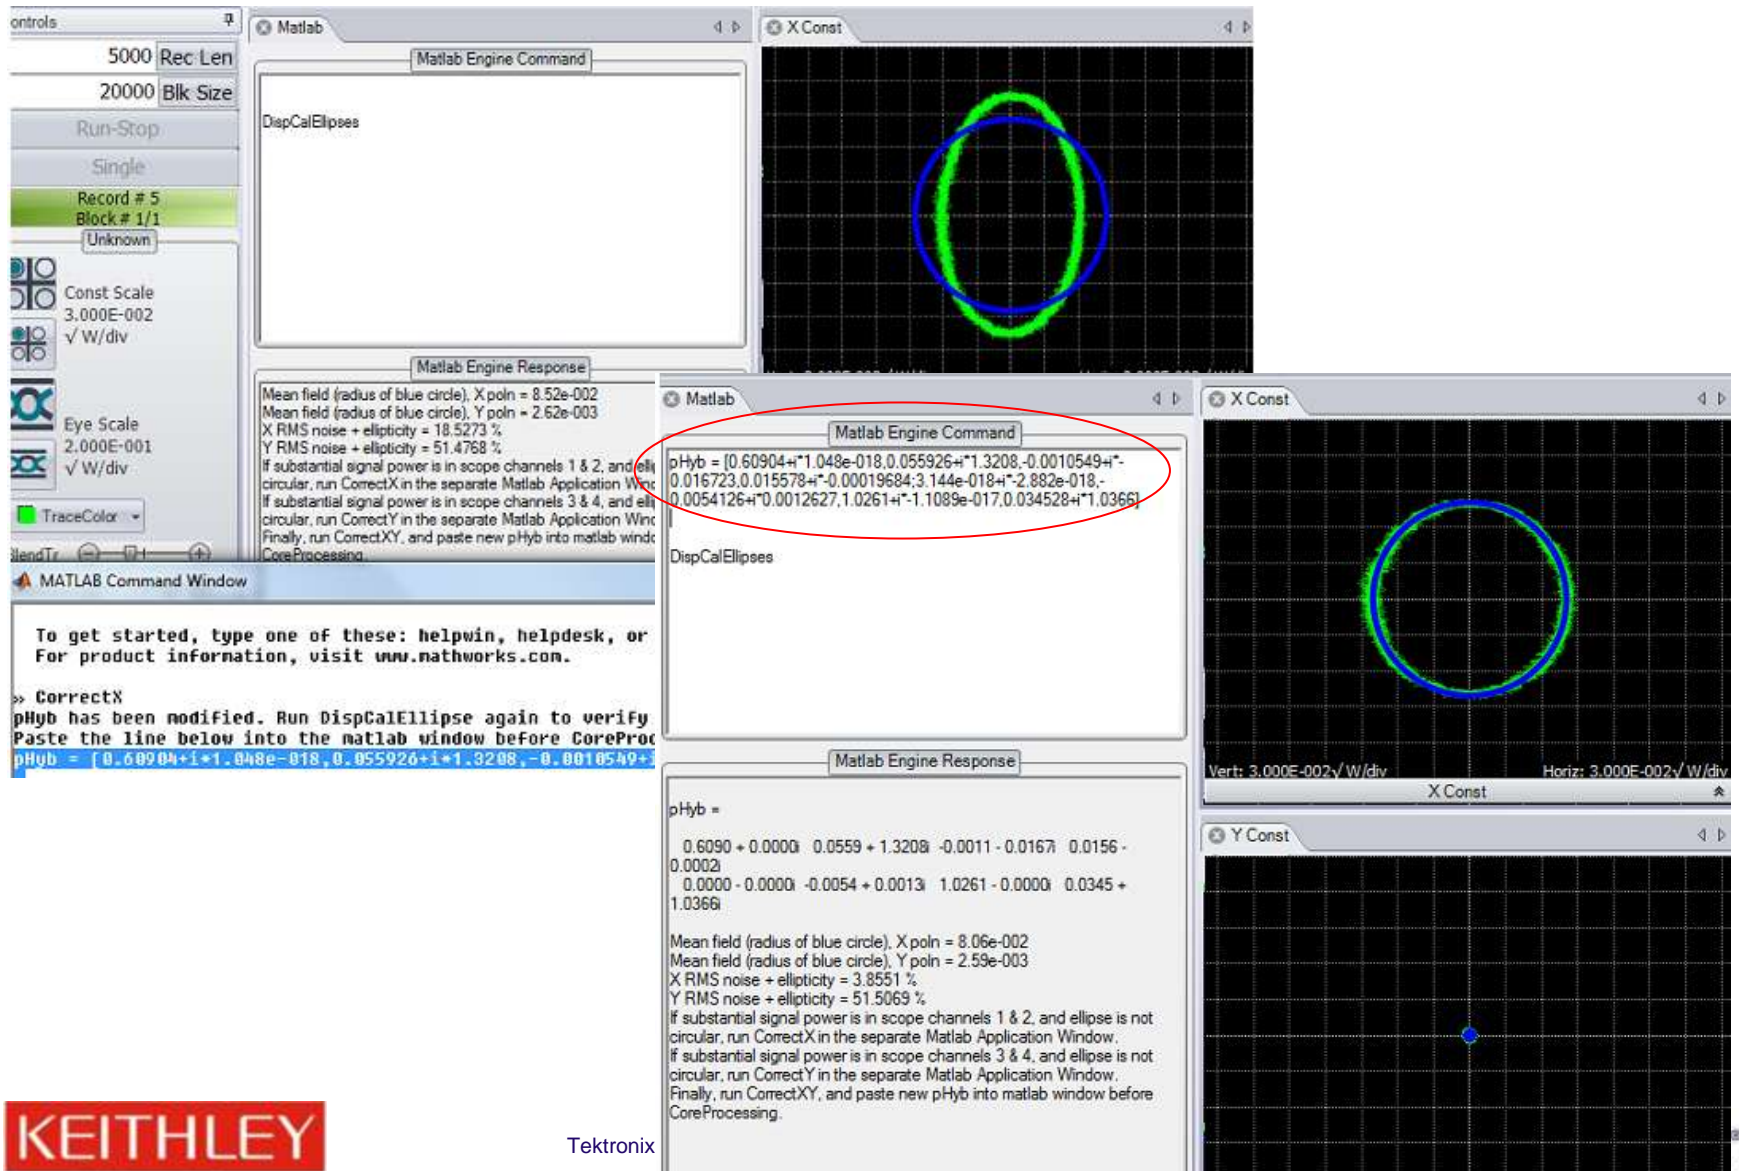 ontrols
5000 Rec Len
20000 Blk Size
Run-Stop
Single
Record # 5
Block # 1/1
Unknown
Const Scale
3.000E-002
√ W/div
Eye Scale
2.000E-001
√ W/div
TraceColor
BlendTr
Matlab
Matlab Engine Command
DispCalEllipses
Matlab Engine Response
Mean field (radius of blue circle), X poln = 8.52e-002
Mean field (radius of blue circle), Y poln = 2.62e-003
X RMS noise + elipticity = 18.5273 %
Y RMS noise + elipticity = 51.4768 %
If substantial signal power is in scope channels 1 & 2, and elli
circular, run CorrectX in the separate Matlab Application Wind
If substantial signal power is in scope channels 3 & 4, and elli
circular, run CorrectY in the separate Matlab Application Wind
Finally, run CorrectXY, and paste new pHyb into matlab windo
CoreProcessing.
X Const
MATLAB Command Window
To get started, type one of these: helpwin, helpdesk, or
For product information, visit www.mathworks.com.
» CorrectX
pHyb has been modified. Run DispCalEllipse again to verify
Paste the line below into the matlab window before CoreProc
pHyb = [0.60904+i*1.048e-018,0.055926+i*1.3208,-0.0010549+i
Matlab
Matlab Engine Command
pHyb = [0.60904+i*1.048e-018,0.055926+i*1.3208,-0.0010549+i*-
0.016723,0.015578+i*-0.00019684;3.144e-018+i*-2.882e-018,-
0.0054126+i*0.0012627,1.0261+i*-1.1089e-017,0.034528+i*1.0366]
DispCalEllipses
Matlab Engine Response
pHyb =
0.6090 + 0.0000i 0.0559 + 1.3208i -0.0011 - 0.0167i 0.0156 -
0.0002i
0.0000 - 0.0000i -0.0054 + 0.0013i 1.0261 - 0.0000i 0.0345 +
1.0366i
Mean field (radius of blue circle), X poln = 8.06e-002
Mean field (radius of blue circle), Y poln = 2.59e-003
X RMS noise + elipticity = 3.8551 %
Y RMS noise + elipticity = 51.5069 %
If substantial signal power is in scope channels 1 & 2, and ellipse is not
circular, run CorrectX in the separate Matlab Application Window.
If substantial signal power is in scope channels 3 & 4, and ellipse is not
circular, run CorrectY in the separate Matlab Application Window.
Finally, run CorrectXY, and paste new pHyb into matlab window before
CoreProcessing.
X Const
Vert: 3.000E-002√ W/div Horiz: 3.000E-002√ W/div
X Const
Y Const
KEITHLEY
Tektronix